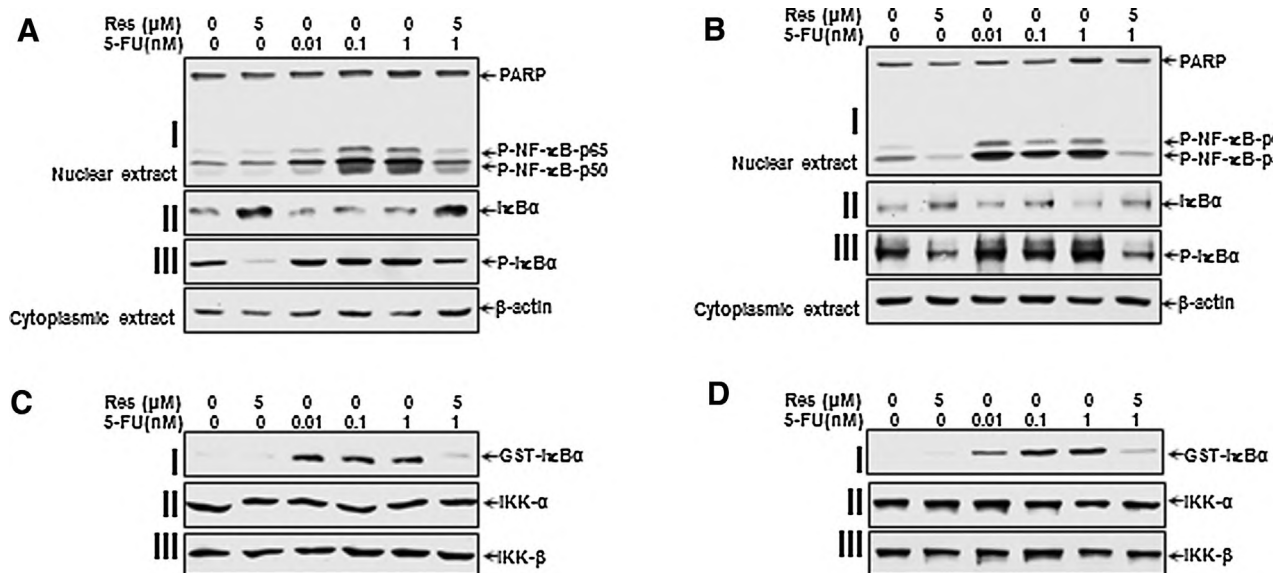 A
Res (µM) 0 5 0 0 0 5
5-FU(nM) 0 0 0.01 0.1 1 1
I
←PARP
P-NF-κB-p65
Nuclear extract
←P-NF-κB-p50
II
←IκBα
III
←P-IκBα
Cytoplasmic extract
←β-actin
B
Res (µM) 0 5 0 0 0 5
5-FU(nM) 0 0 0.01 0.1 1 1
←PARP
I
←P-NF-κB-p
Nuclear extract
←P-NF-κB-p
II
←IκBα
III
←P-IκBα
Cytoplasmic extract
←β-actin
C
Res (µM) 0 5 0 0 0 5
5-FU(nM) 0 0 0.01 0.1 1 1
I
←GST-IκBα
II
←IKK-α
III
←IKK-β
D
Res (µM) 0 5 0 0 0 5
5-FU(nM) 0 0 0.01 0.1 1 1
I
←GST-IκBα
II
←IKK-α
III
←IKK-β